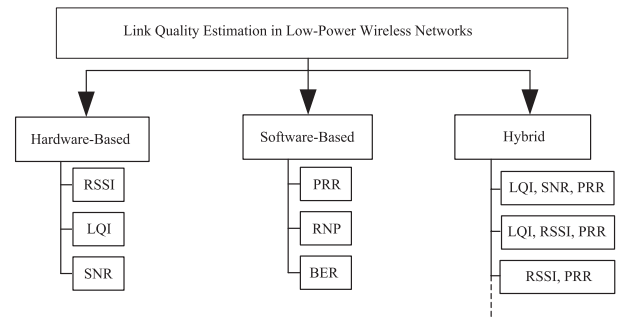 Link Quality Estimation in Low-Power Wireless Networks
Hardware-Based
RSSI
LQI
SNR
Software-Based
PRR
RNP
BER
Hybrid
LQI, SNR, PRR
LQI, RSSI, PRR
RSSI, PRR